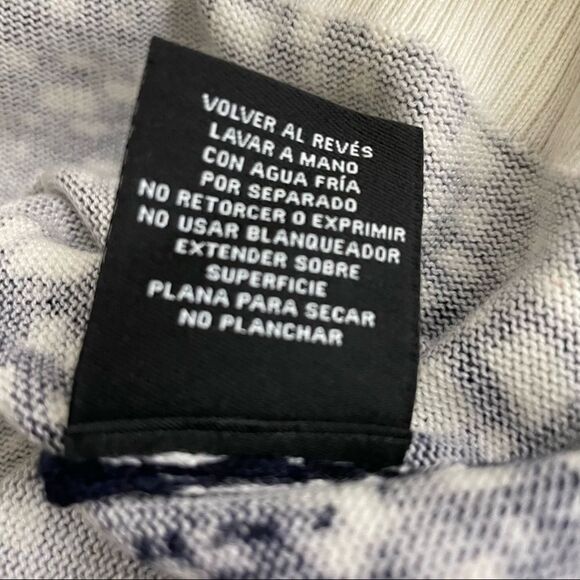 VOLVER AL REVÉS
LAVAR A MANO
CON AGUA FRÍA
POR SEPARADO
NO RETORCER O EXPRIMIR
NO USAR BLANQUEADOR
EXTENDER SOBRE
SUPERFICIE
PLANA PARA SECAR
NO PLANCHAR